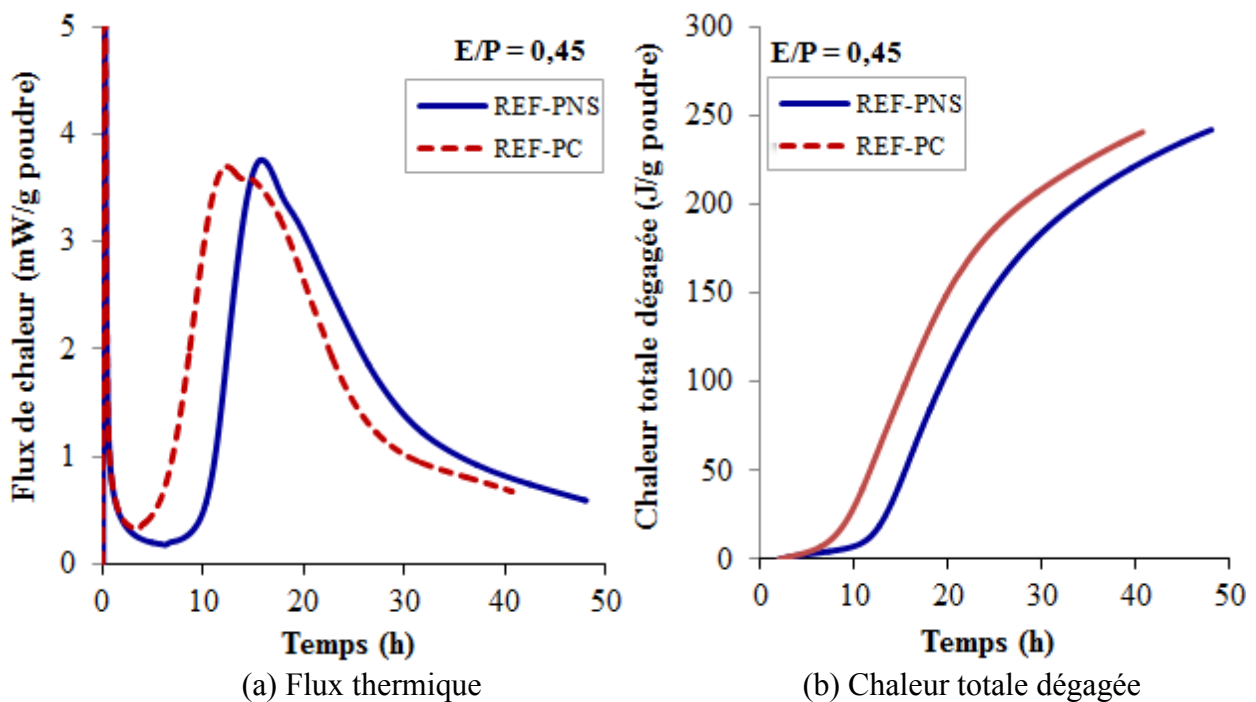 Flux de chaleur (mW/g poudre)
5
4
3
2
1
0
E/P = 0,45
REF-PNS
REF-PC
0 10 20 30 40 50
Temps (h)
(a) Flux thermique
Chaleur totale dégagée (J/g poudre)
300
250
200
150
100
50
0
E/P = 0,45
REF-PNS
REF-PC
0 10 20 30 40 50
Temps (h)
(b) Chaleur totale dégagée